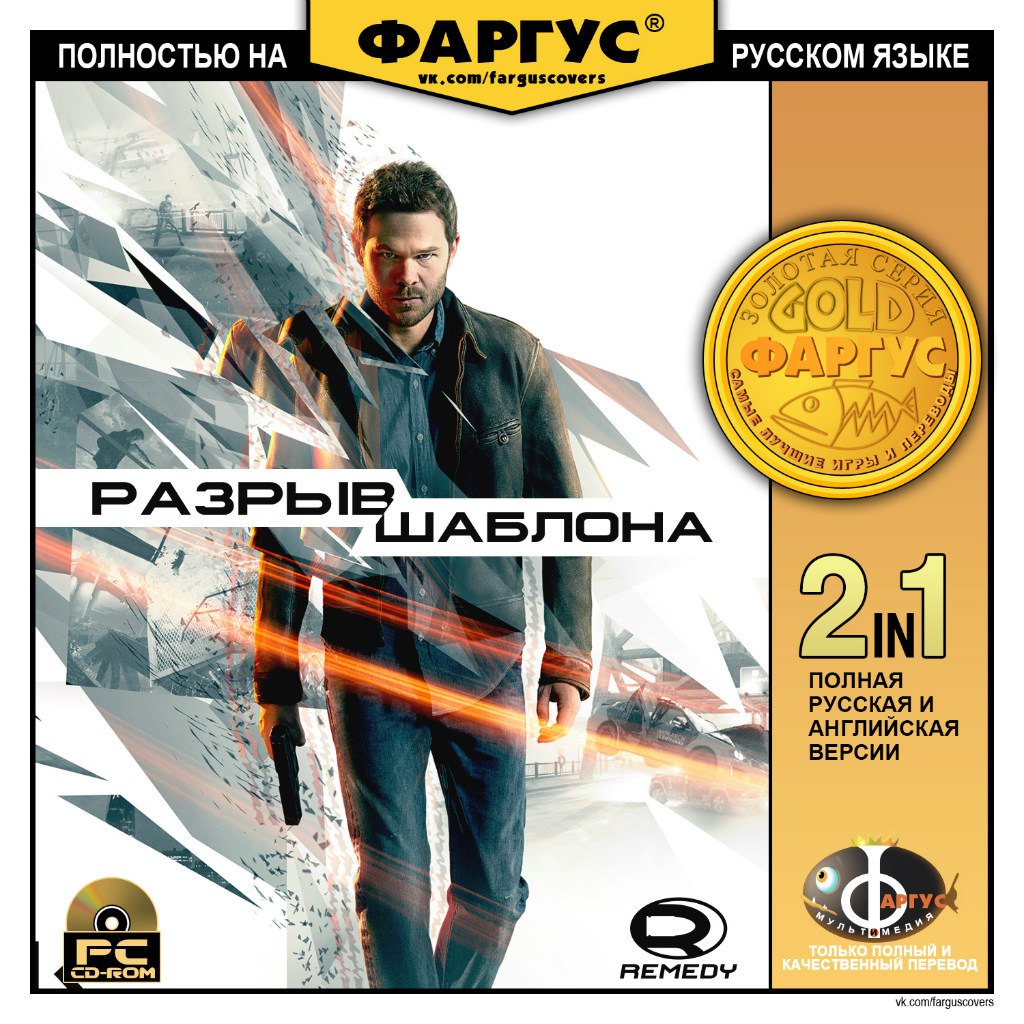 ПОЛНОСТЬЮ НА
ФАРГУС®
vk.com/farguscovers
РУССКОМ ЯЗЫКЕ
ЗОЛОТАЯ СЕРИЯ
GOLD
ФАРГУС
САМЫЕ ЛУЧШИЕ ИГРЫ И ПЕРЕВОДЫ
РАЗРЫВ
ШАБЛОНА
2IN1
ПОЛНАЯ
РУССКАЯ И
АНГЛИЙСКАЯ
ВЕРСИИ
ФАРГУС
МУЛЬТИМЕДИЯ
ТОЛЬКО ПОЛНЫЙ И
КАЧЕСТВЕННЫЙ ПЕРЕВОД
PC
CD-ROM
REMEDY
vk.com/farguscovers